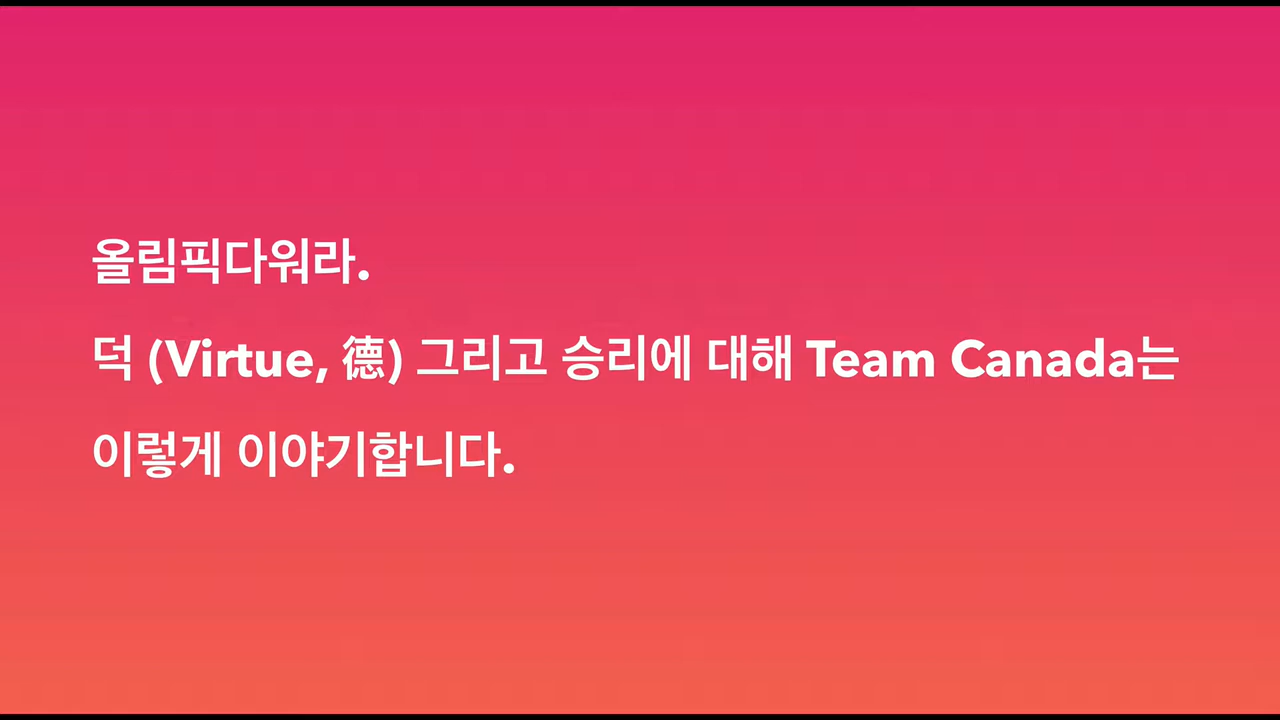 올림픽다워라.
덕 (Virtue, 德) 그리고 승리에 대해 Team Canada는
이렇게 이야기합니다.